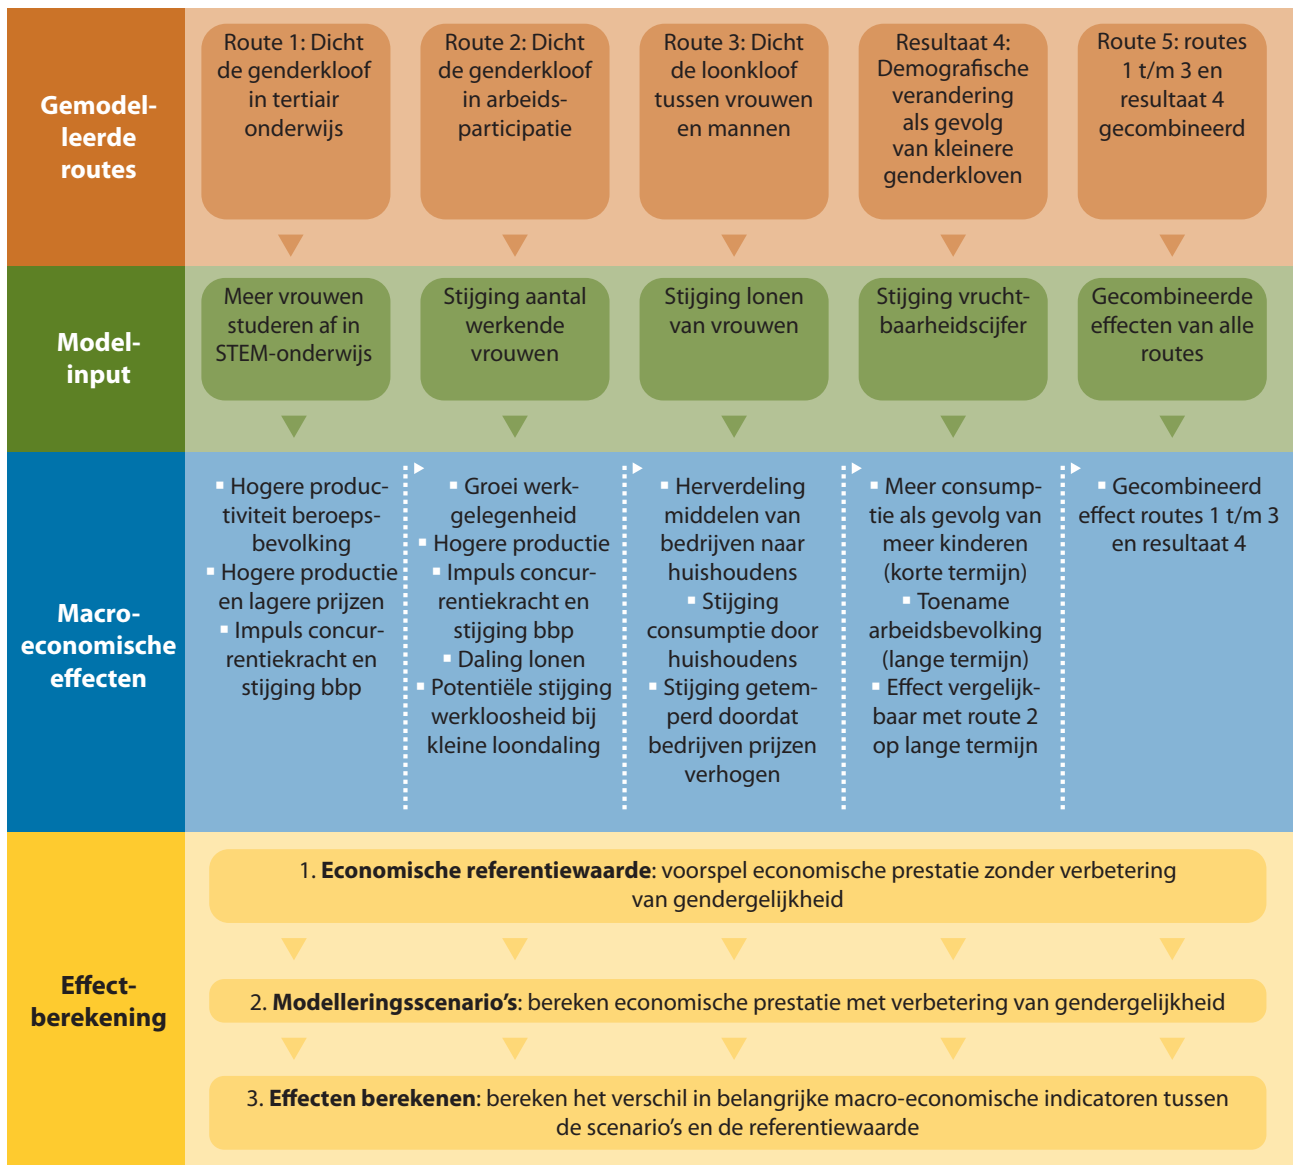 Gemodel-
leerde
routes
Route 1: Dicht
de genderkloof
in tertiair
onderwijs
Route 2: Dicht
de genderkloof
in arbeids-
participatie
Route 3: Dicht
de loonkloof
tussen vrouwen
en mannen
Resultaat 4:
Demografische
verandering
als gevolg
van kleinere
genderkloven
Route 5: routes
1 t/m 3 en
resultaat 4
gecombineerd
Model-
input
Meer vrouwen
studeren af in
STEM-onderwijs
Stijging aantal
werkende
vrouwen
Stijging lonen
van vrouwen
Stijging vrucht-
baarheidscijfer
Gecombineerde
effecten van alle
routes
Macro-
economische
effecten
▪ Hogere produc-
tiviteit beroeps-
bevolking
▪ Hogere productie
en lagere prijzen
▪ Impuls concur-
rentiekracht en
stijging bbp
▪ Groei werk-
gelegenheid
▪ Hogere productie
▪ Impuls concur-
rentiekracht en
stijging bbp
▪ Daling lonen
▪ Potentiële stijging
werkloosheid bij
kleine loondaling
▪ Herverdeling
middelen van
bedrijven naar
huishoudens
▪ Stijging
consumptie door
huishoudens
▪ Stijging getem-
perd doordat
bedrijven prijzen
verhogen
▪ Meer consump-
tie als gevolg van
meer kinderen
(korte termijn)
▪ Toename
arbeidsbevolking
(lange termijn)
▪ Effect vergelijk-
baar met route 2
op lange termijn
▪ Gecombineerd
effect routes 1 t/m 3
en resultaat 4
Effect-
berekening
1. Economische referentiewaarde: voorspel economische prestatie zonder verbetering
van gendergelijkheid
2. Modelleringsscenario's: bereken economische prestatie met verbetering van gendergelijkheid
3. Effecten berekenen: bereken het verschil in belangrijke macro-economische indicatoren tussen
de scenario's en de referentiewaarde